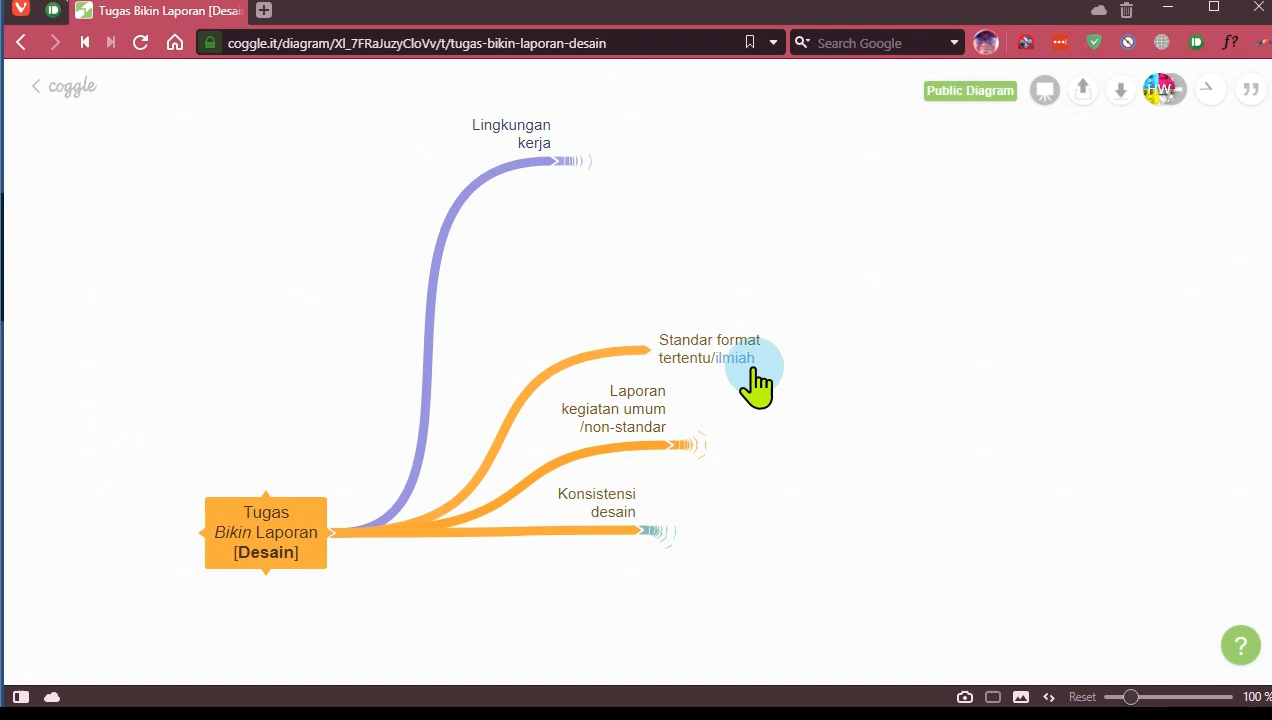 Tugas Bikin Laporan [Desai
coggle.it/diagram/Xl_7FRaJuzyCloVv/t/tugas-bikin-laporan-desain
Search Google
f?
coggle
Public Diagram
HW
Lingkungan
kerja
Standar format
tertentu/ilmiah
Laporan
kegiatan umum
/non-standar
Konsistensi
desain
Tugas
Bikin Laporan
[Desain]
?
Reset
100 %